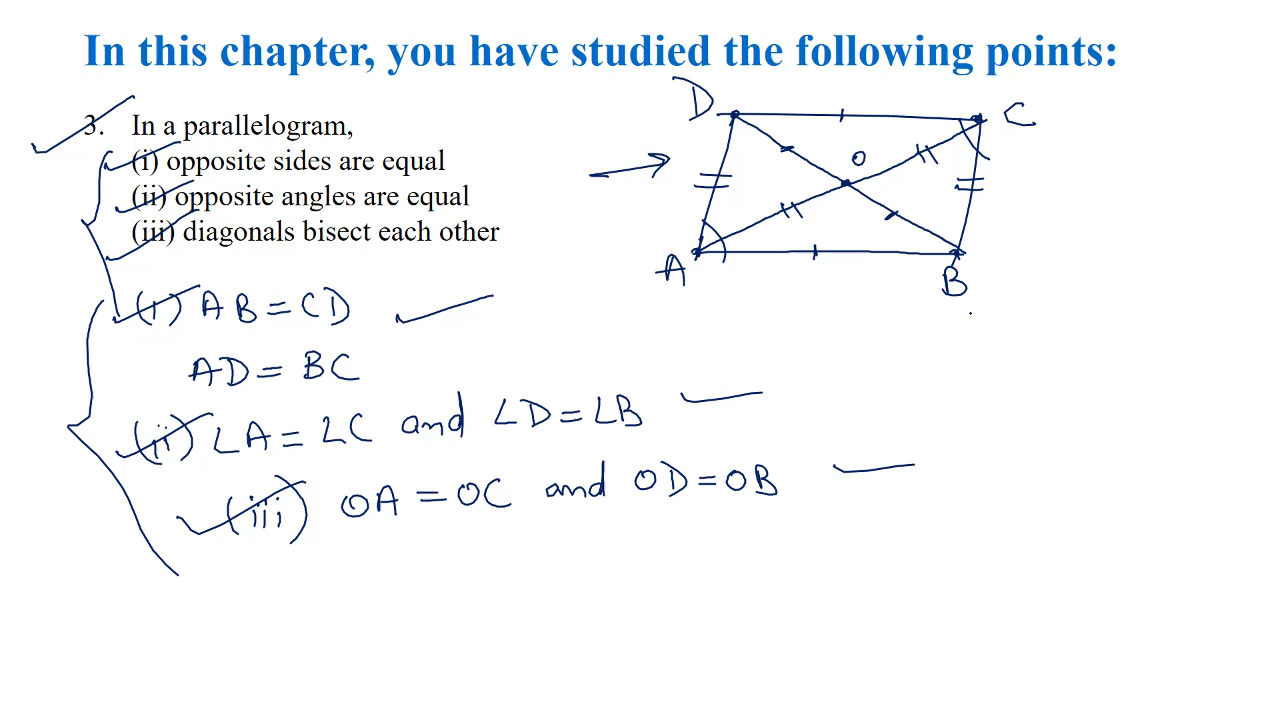 In this chapter, you have studied the following points:
3. In a parallelogram,
(i) opposite sides are equal
(ii) opposite angles are equal
(iii) diagonals bisect each other
D
C
O
A
B
(i) AB = CD
AD = BC
(ii) ∠A = ∠C and ∠D = ∠B
(iii) OA = OC and OD = OB